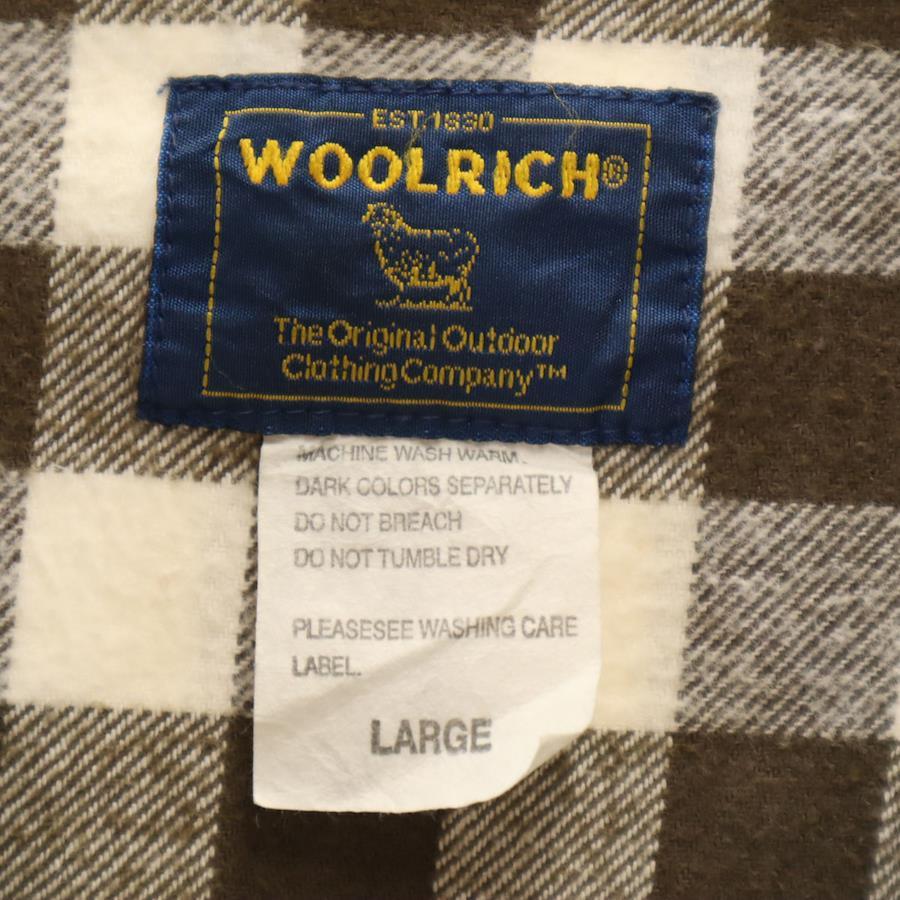 EST.1830
WOOLRICH®
The Original Outdoor
Clothing Company™
MACHINE WASH WARM.
DARK COLORS SEPARATELY
DO NOT BREACH
DO NOT TUMBLE DRY
PLEASESEE WASHING CARE
LABEL.
LARGE